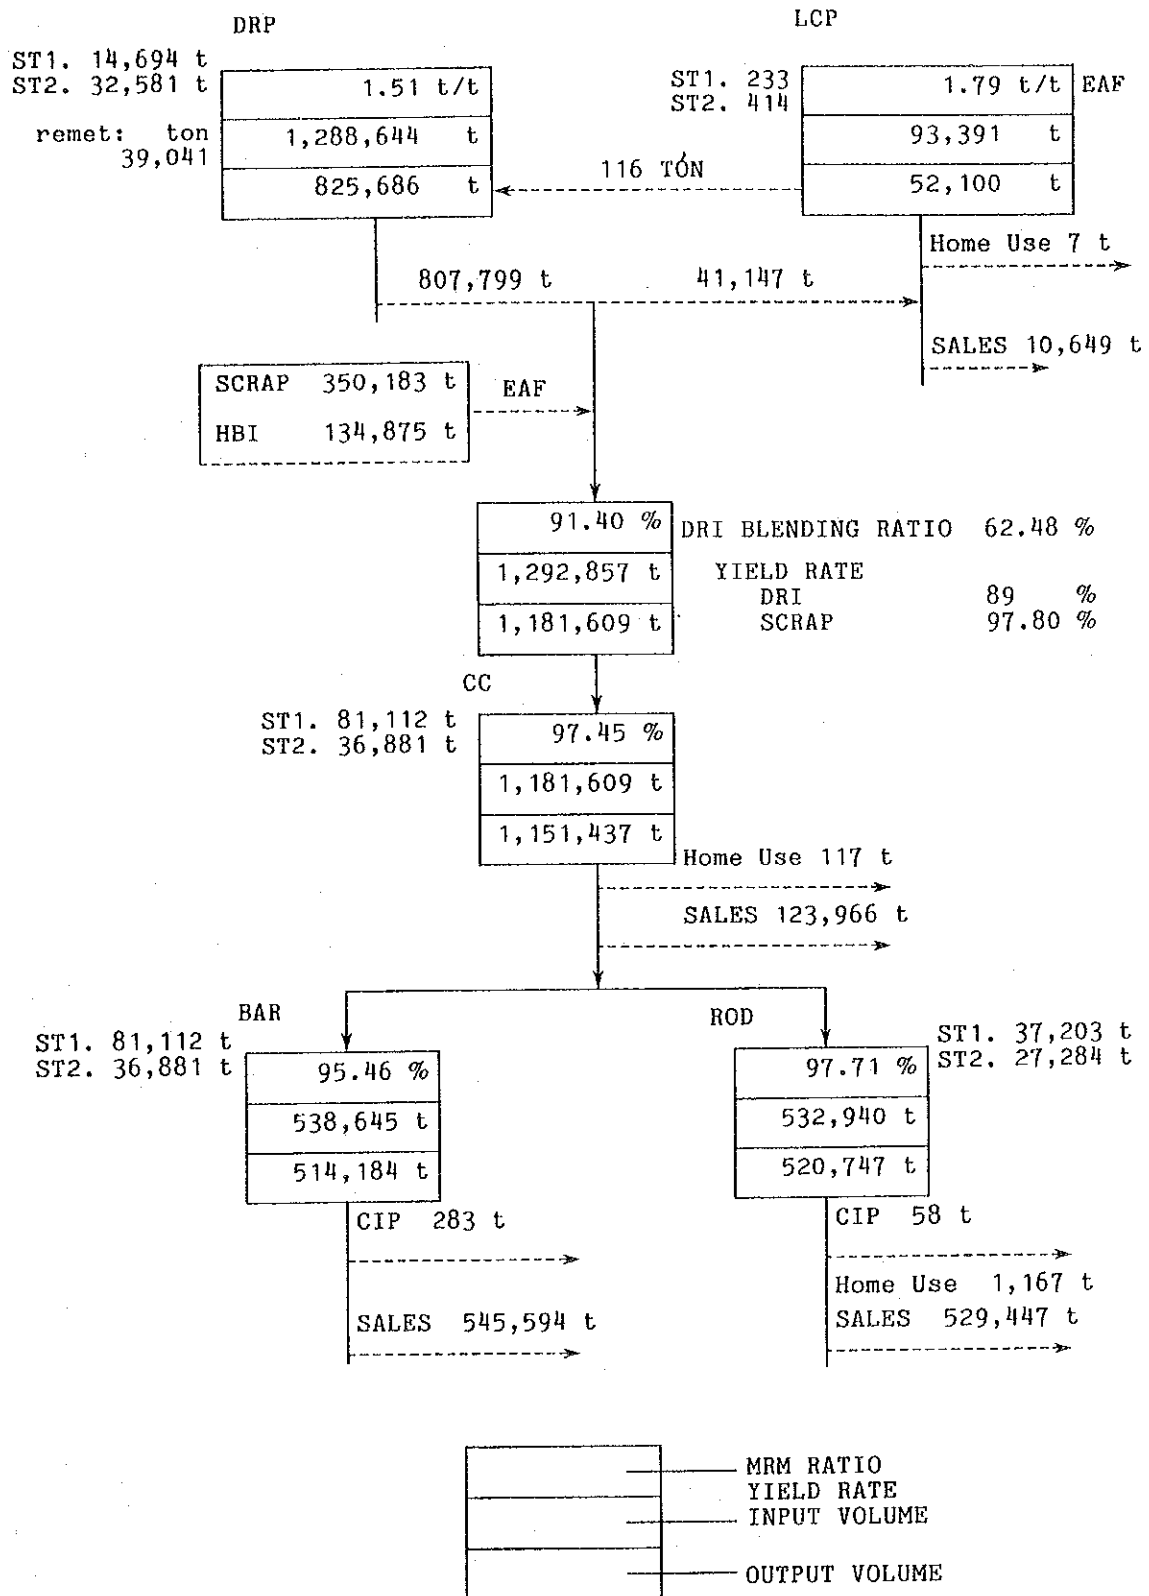 DRP
LCP
ST1. 14,694 t
ST2. 32,581 t
1.51 t/t
remet: ton
39,041
1,288,644 t
825,686 t
ST1. 233
ST2. 414
1.79 t/t
EAF
93,391 t
52,100 t
116 TÓN
Home Use 7 t
807,799 t
41,147 t
SALES 10,649 t
SCRAP 350,183 t
EAF
HBI 134,875 t
91.40 %
DRI BLENDING RATIO 62.48 %
1,292,857 t
YIELD RATE
DRI 89 %
1,181,609 t
SCRAP 97.80 %
CC
ST1. 81,112 t
ST2. 36,881 t
97.45 %
1,181,609 t
1,151,437 t
Home Use 117 t
SALES 123,966 t
BAR
ST1. 81,112 t
ST2. 36,881 t
95.46 %
538,645 t
514,184 t
CIP 283 t
SALES 545,594 t
ROD
ST1. 37,203 t
ST2. 27,284 t
97.71 %
532,940 t
520,747 t
CIP 58 t
Home Use 1,167 t
SALES 529,447 t
MRM RATIO
YIELD RATE
INPUT VOLUME
OUTPUT VOLUME